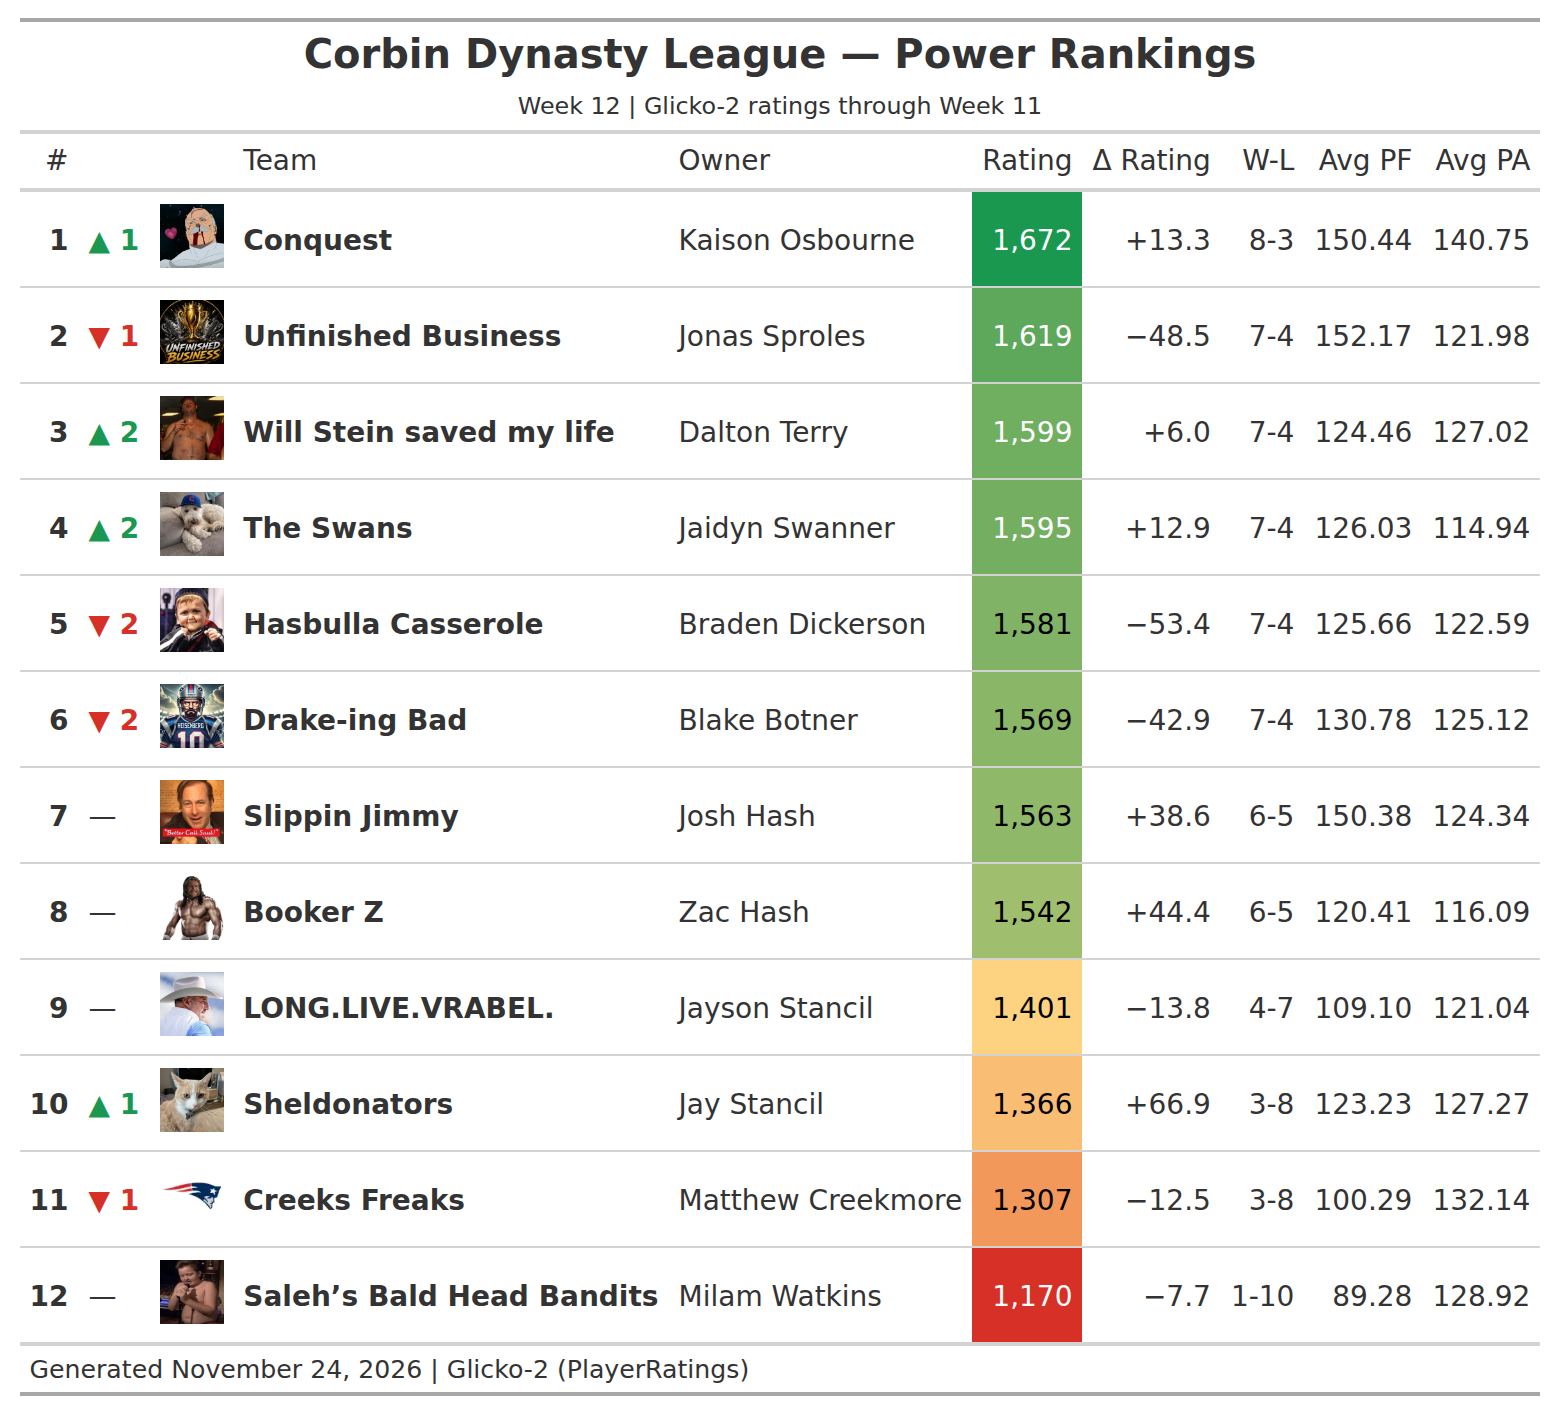 Corbin Dynasty League — Power Rankings
Week 12 | Glicko-2 ratings through Week 11
# Team Owner Rating Δ Rating W-L Avg PF Avg PA
1 ▲ 1 Conquest Kaison Osbourne 1,672 +13.3 8-3 150.44 140.75
2 ▼ 1 UNFINISHED BUSINESS Unfinished Business Jonas Sproles 1,619 −48.5 7-4 152.17 121.98
3 ▲ 2 Will Stein saved my life Dalton Terry 1,599 +6.0 7-4 124.46 127.02
4 ▲ 2 The Swans Jaidyn Swanner 1,595 +12.9 7-4 126.03 114.94
5 ▼ 2 Hasbulla Casserole Braden Dickerson 1,581 −53.4 7-4 125.66 122.59
6 ▼ 2 HEISENBERG 10 Drake-ing Bad Blake Botner 1,569 −42.9 7-4 130.78 125.12
7 — "Better Call Saul!" Slippin Jimmy Josh Hash 1,563 +38.6 6-5 150.38 124.34
8 — Booker Z Zac Hash 1,542 +44.4 6-5 120.41 116.09
9 — LONG.LIVE.VRABEL. Jayson Stancil 1,401 −13.8 4-7 109.10 121.04
10 ▲ 1 Sheldonators Jay Stancil 1,366 +66.9 3-8 123.23 127.27
11 ▼ 1 Creeks Freaks Matthew Creekmore 1,307 −12.5 3-8 100.29 132.14
12 — Saleh’s Bald Head Bandits Milam Watkins 1,170 −7.7 1-10 89.28 128.92
Generated November 24, 2026 | Glicko-2 (PlayerRatings)